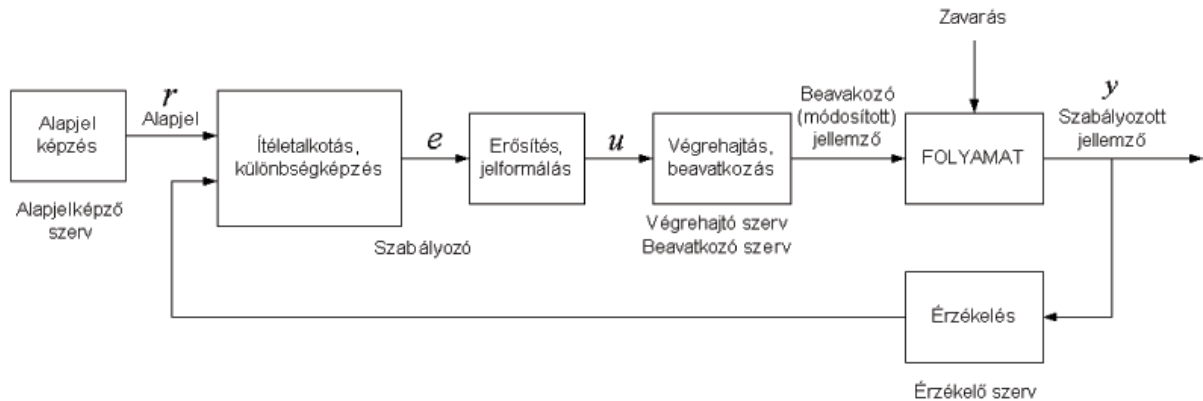 Zavarás
Alapjel
képzés
r
Alapjel
Ítéletalkotás,
különbségképzés
e
Erősítés,
jelformálás
u
Végrehajtás,
beavatkozás
Beavakozó
(módosított)
jellemző
FOLYAMAT
y
Szabályozott
jellemző
Alapjelképző
szerv
Szabályozó
Végrehajtó szerv
Beavatkozó szerv
Érzékelés
Érzékelő szerv